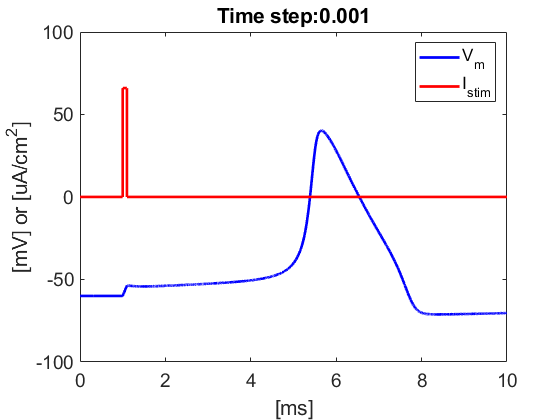 Time step:0.001
100
50
0
-50
-100
0 2 4 6 8 10
[ms]
[mV] or [uA/cm2]
Vm
Istim